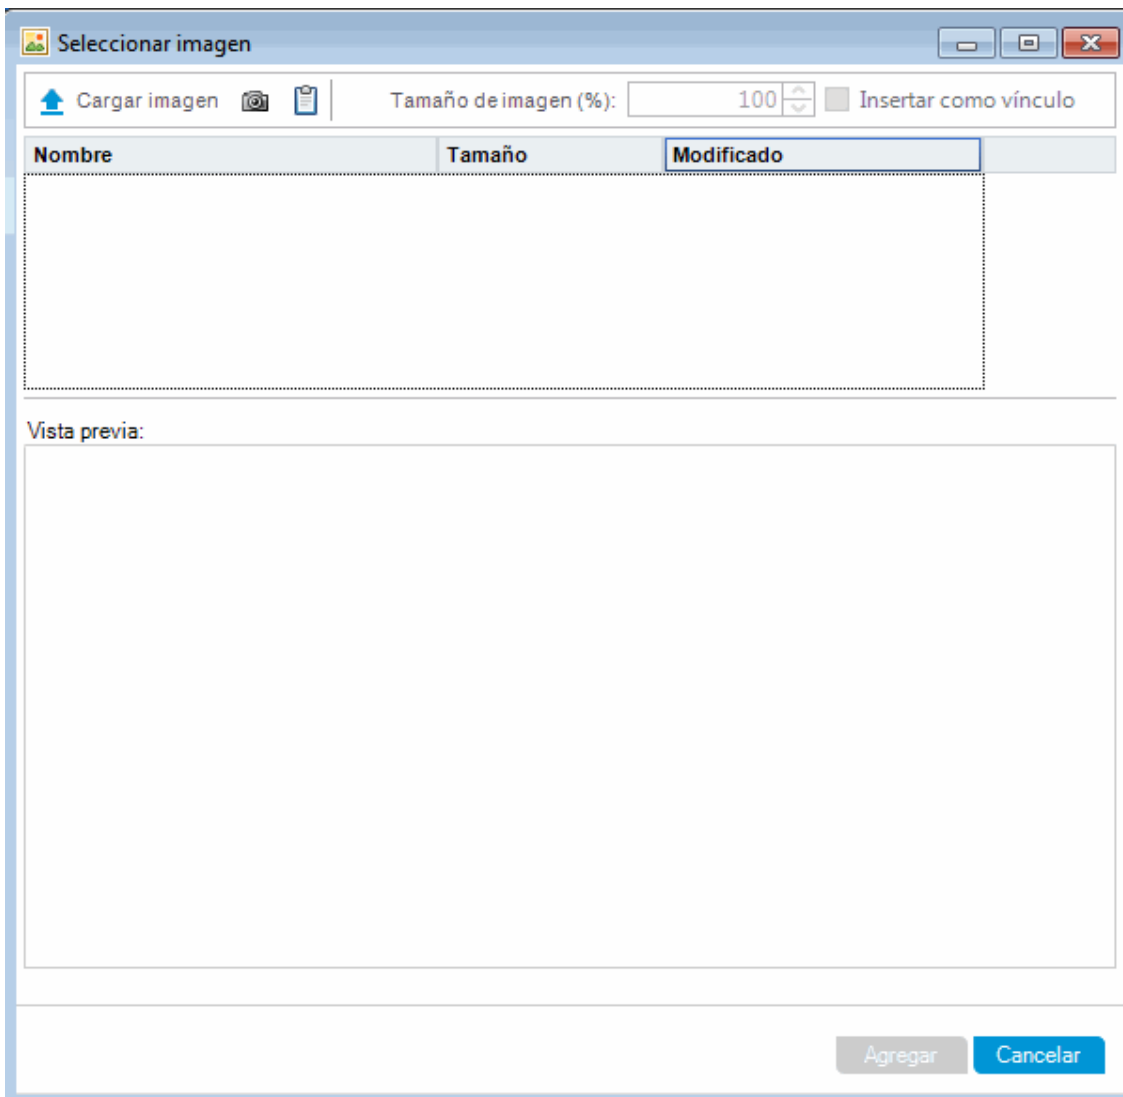 Seleccionar imagen
Cargar imagen Tamaño de imagen (%): 100 Insertar como vínculo
Nombre Tamaño Modificado
Vista previa:
Agregar Cancelar